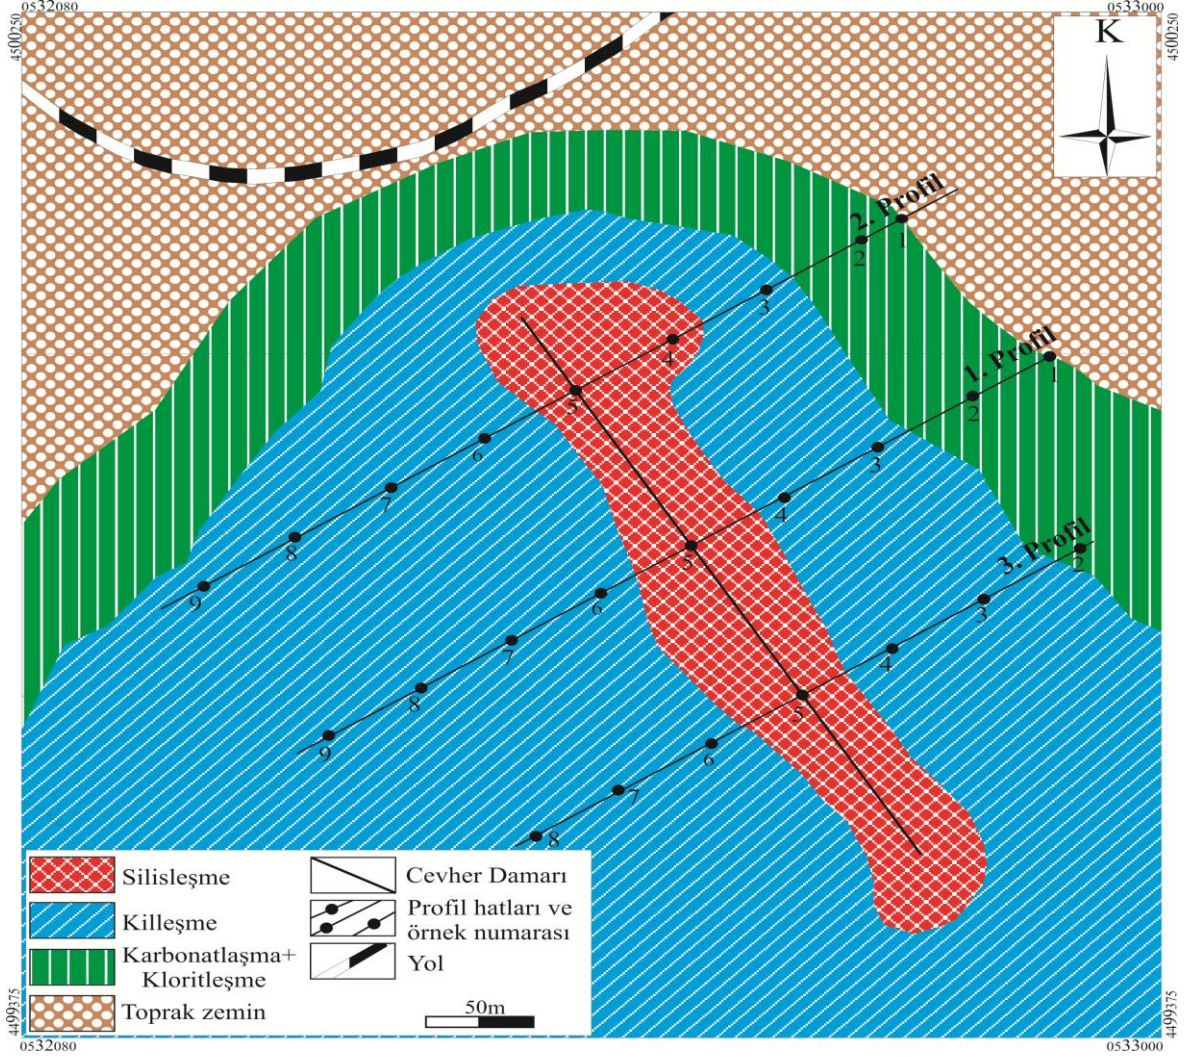 0532080
0533000
4500250
4500250
K
2. Profil
1
2
3
4
5
6
7
8
9
1. Profil
1
2
3
4
5
6
7
8
9
3. Profil
2
3
4
5
6
7
8
Silisleşme
Killeşme
Karbonatlaşma+
Kloritleşme
Toprak zemin
Cevher Damarı
Profil hatları ve
örnek numarası
Yol
50m
4499375
4499375
0532080
0533000